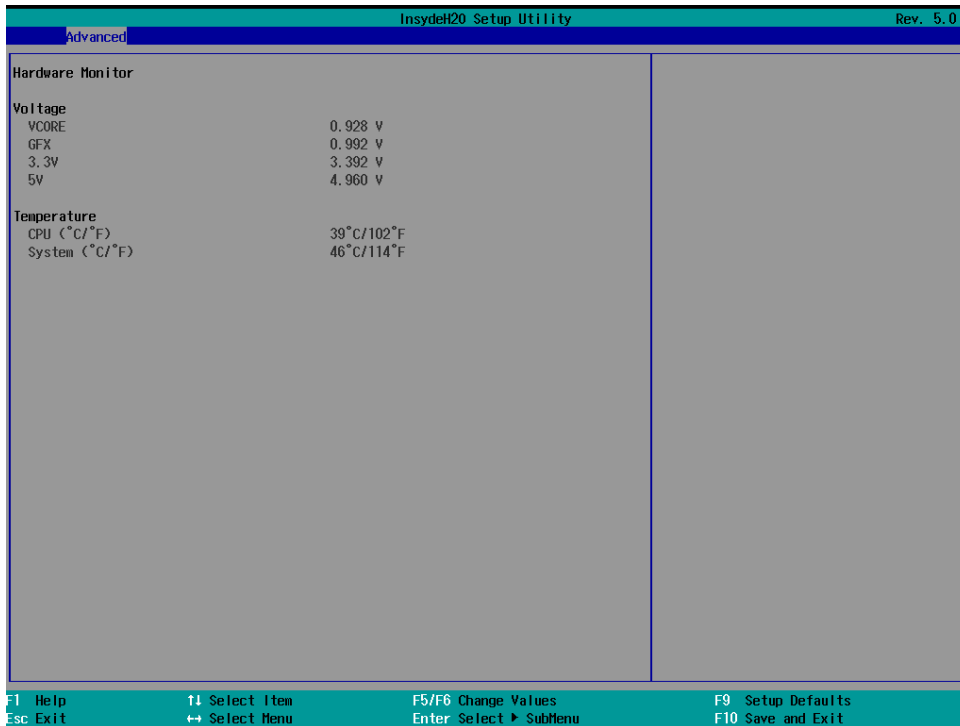 InsydeH20 Setup Utility Rev. 5.0
Advanced
Hardware Monitor
Voltage
VCORE 0.928 V
GFX 0.992 V
3.3V 3.392 V
5V 4.960 V
Temperature
CPU (°C/°F) 39°C/102°F
System (°C/°F) 46°C/114°F
F1 Help ↑↓ Select Item F5/F6 Change Values F9 Setup Defaults
Esc Exit ↔ Select Menu Enter Select ▶ SubMenu F10 Save and Exit